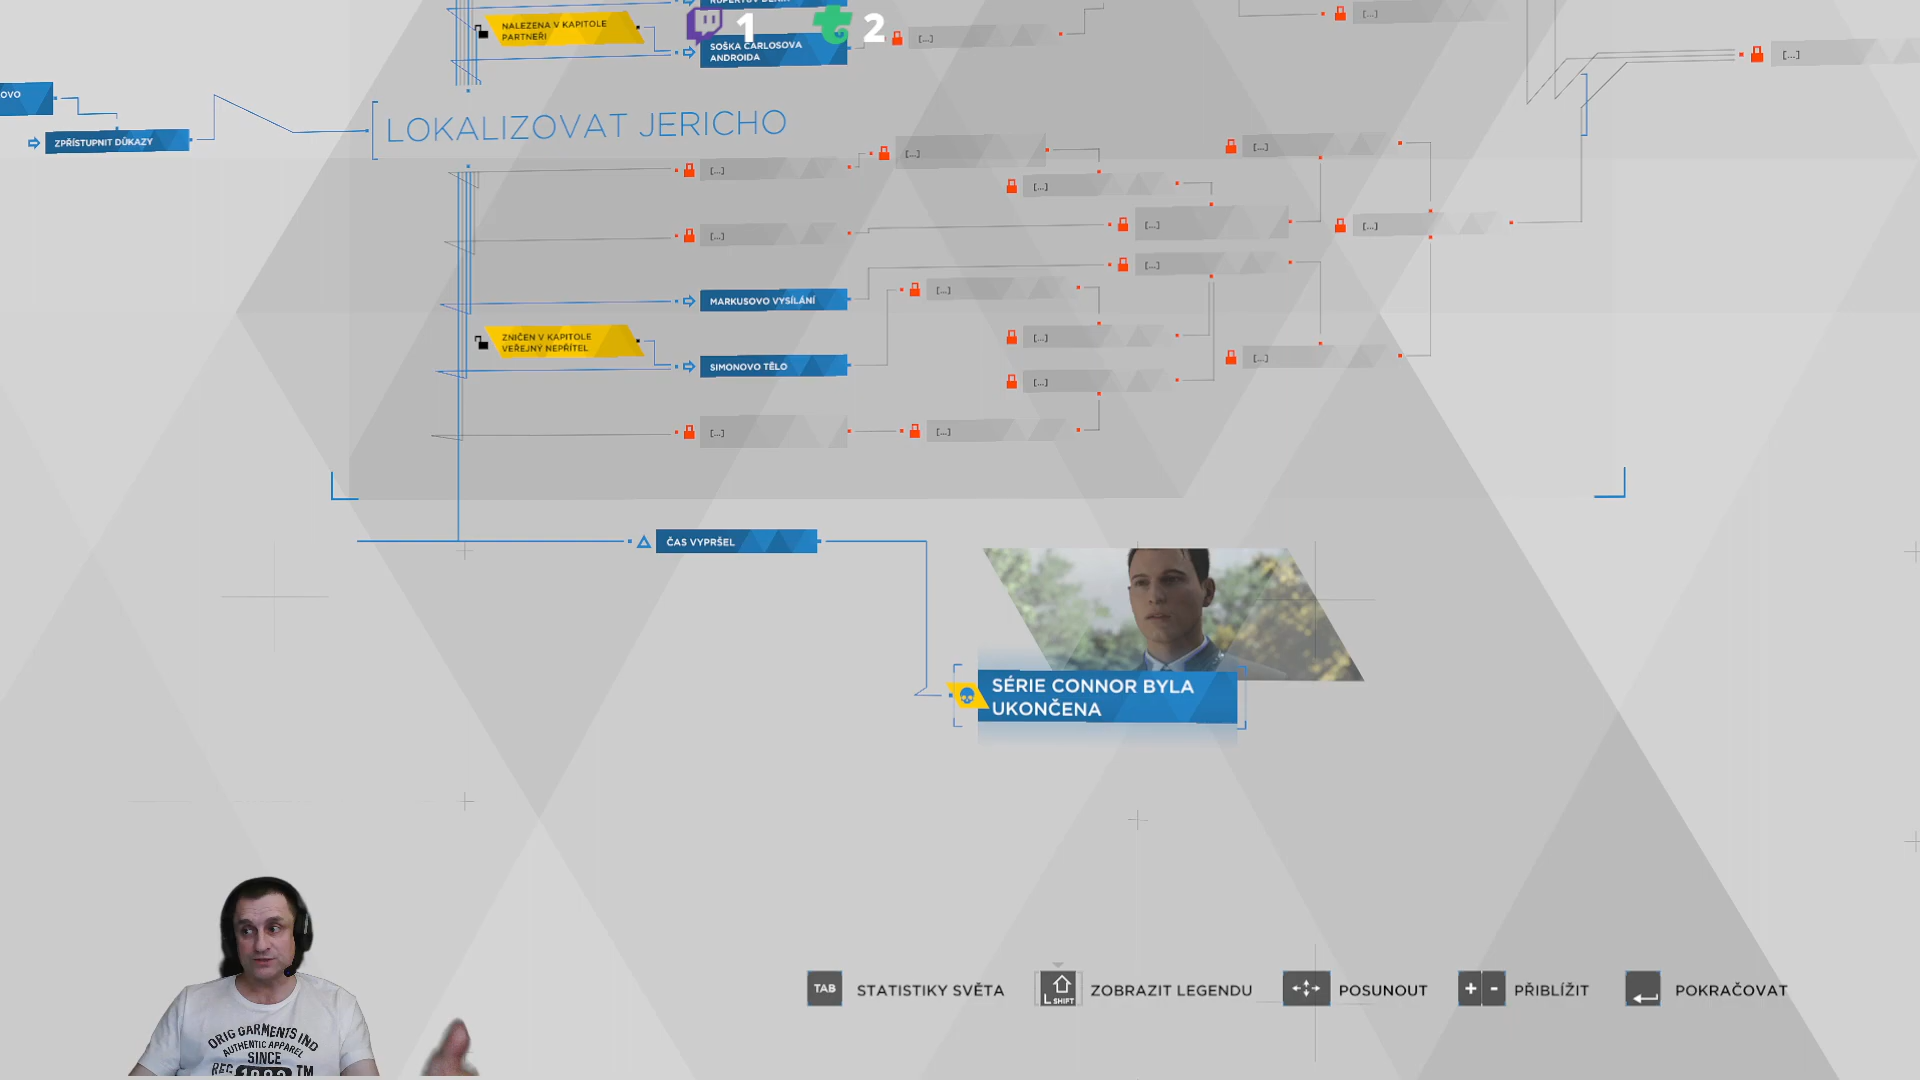 NALEZENA V KAPITOLE
PARTNEŘI
1
2
SOŠKA CARLOSOVA
ANDROIDA
[...]
[...]
[...]
OVO
ZPŘÍSTUPNIT DŮKAZY
LOKALIZOVAT JERICHO
[...]
[...]
[...]
[...]
[...]
[...]
[...]
[...]
MARKUSOVO VYSÍLÁNÍ
[...]
ZNIČEN V KAPITOLE
VEŘEJNÝ NEPŘÍTEL
[...]
[...]
SIMONOVO TĚLO
[...]
[...]
[...]
ČAS VYPRŠEL
SÉRIE CONNOR BYLA
UKONČENA
TAB STATISTIKY SVĚTA
L SHIFT ZOBRAZIT LEGENDU
POSUNOUT
+ - PŘIBLÍŽIT
POKRAČOVAT
ORIG GARMENTS IND
AUTHENTIC APPAREL
SINCE
REC TM